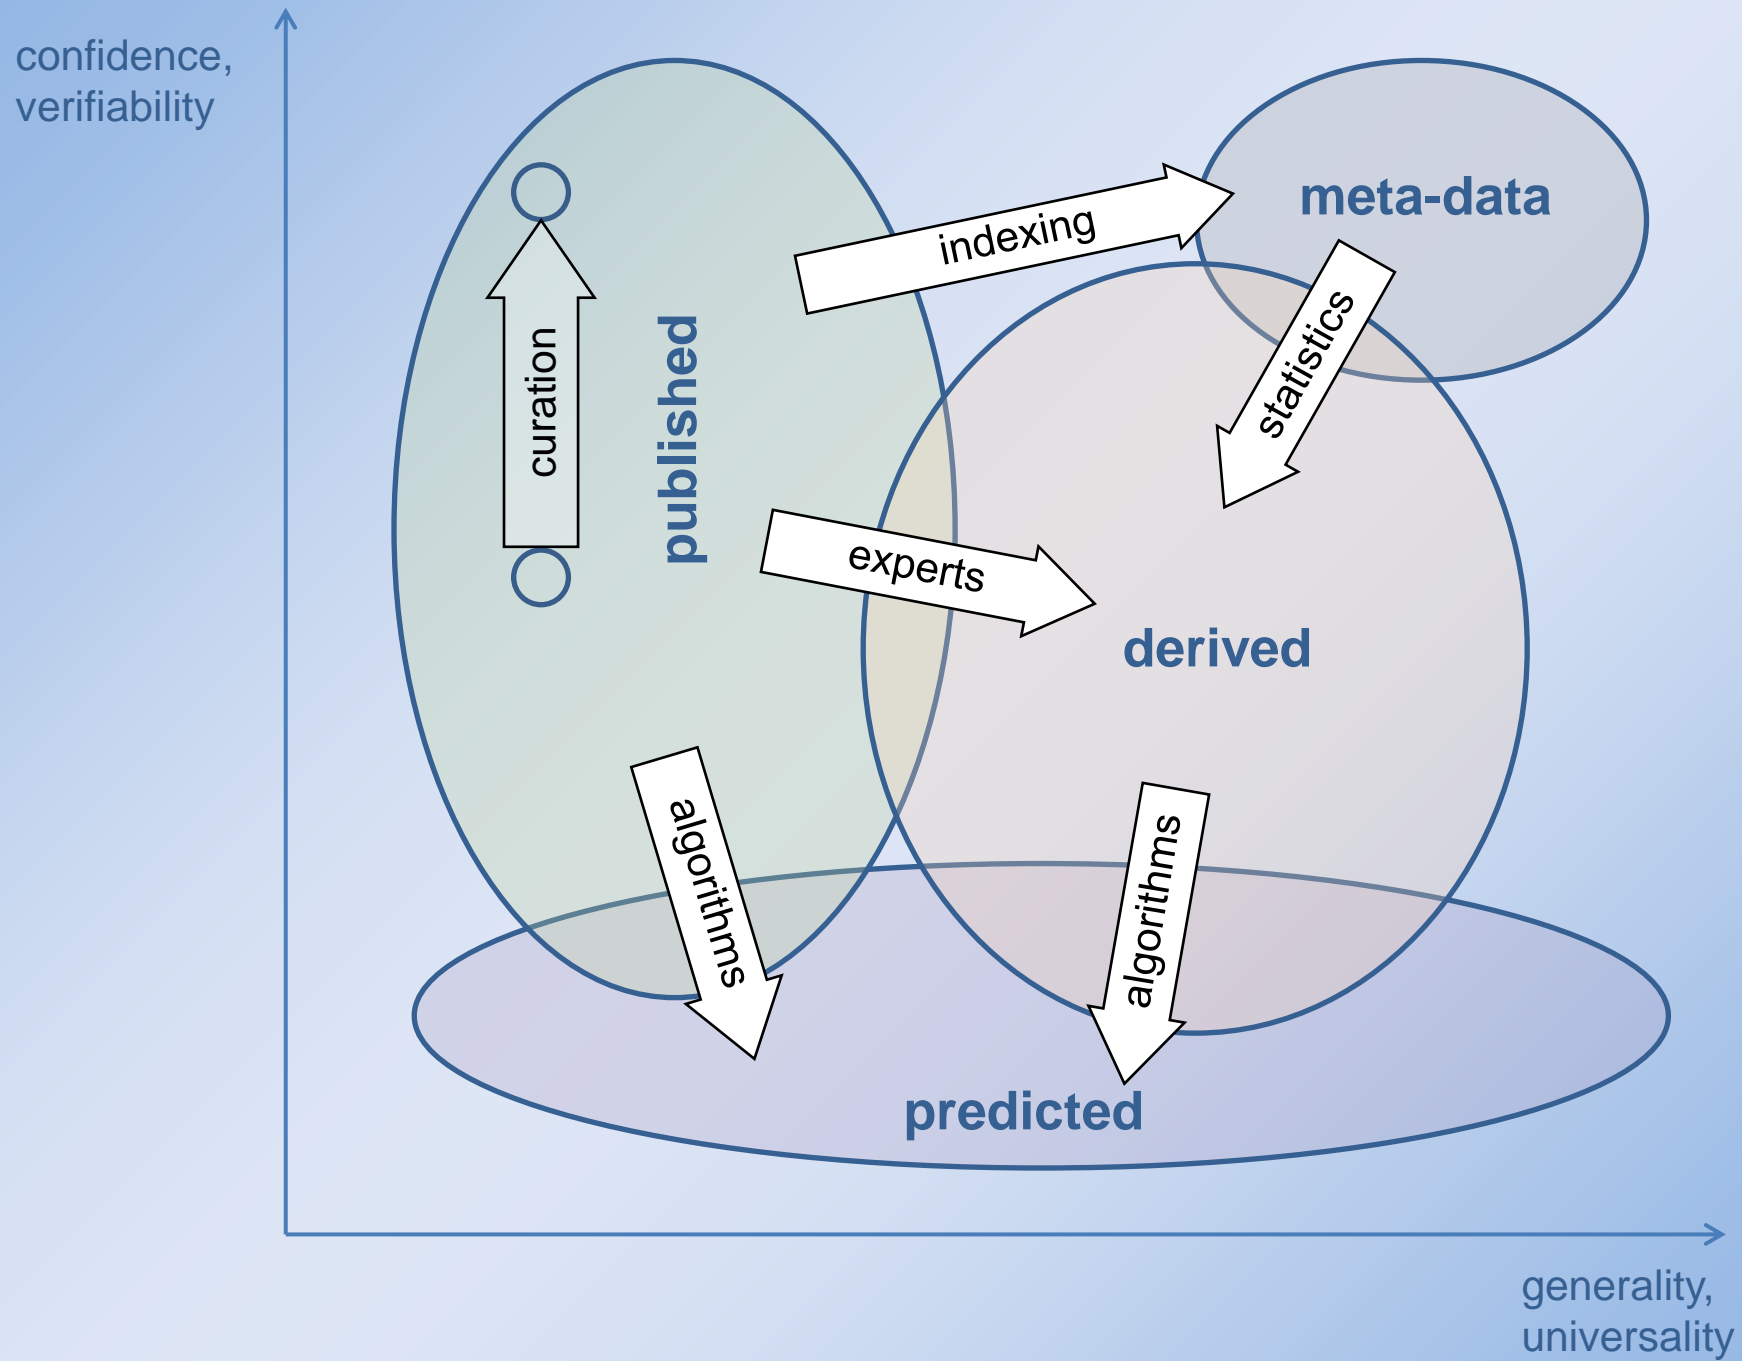 confidence,
verifiability
meta-data
indexing
statistics
curation
published
experts
derived
algorithms
algorithms
predicted
generality,
universality